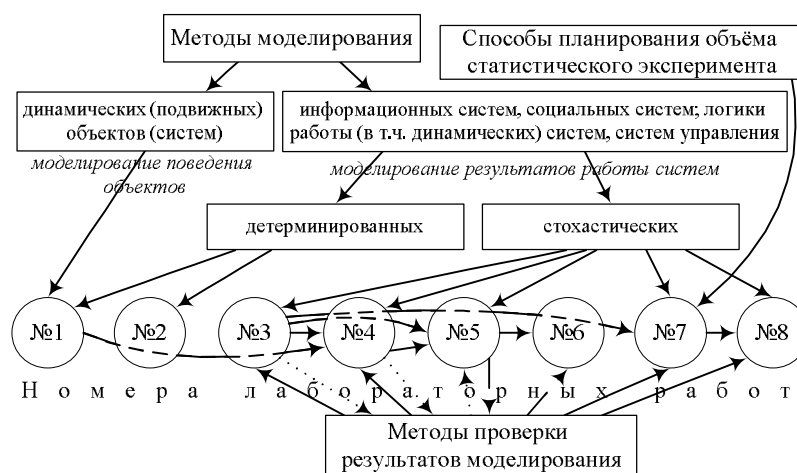 Методы моделирования
Способы планирования объёма
статистического эксперимента
динамических (подвижных)
объектов (систем)
информационных систем, социальных систем; логики
работы (в т.ч. динамических) систем, систем управления
моделирование поведения
объектов
моделирование результатов работы систем
детерминированных
стохастических
№1 №2 №3 №4 №5 №6 №7 №8
Номера лабораторных работ
Методы проверки
результатов моделирования